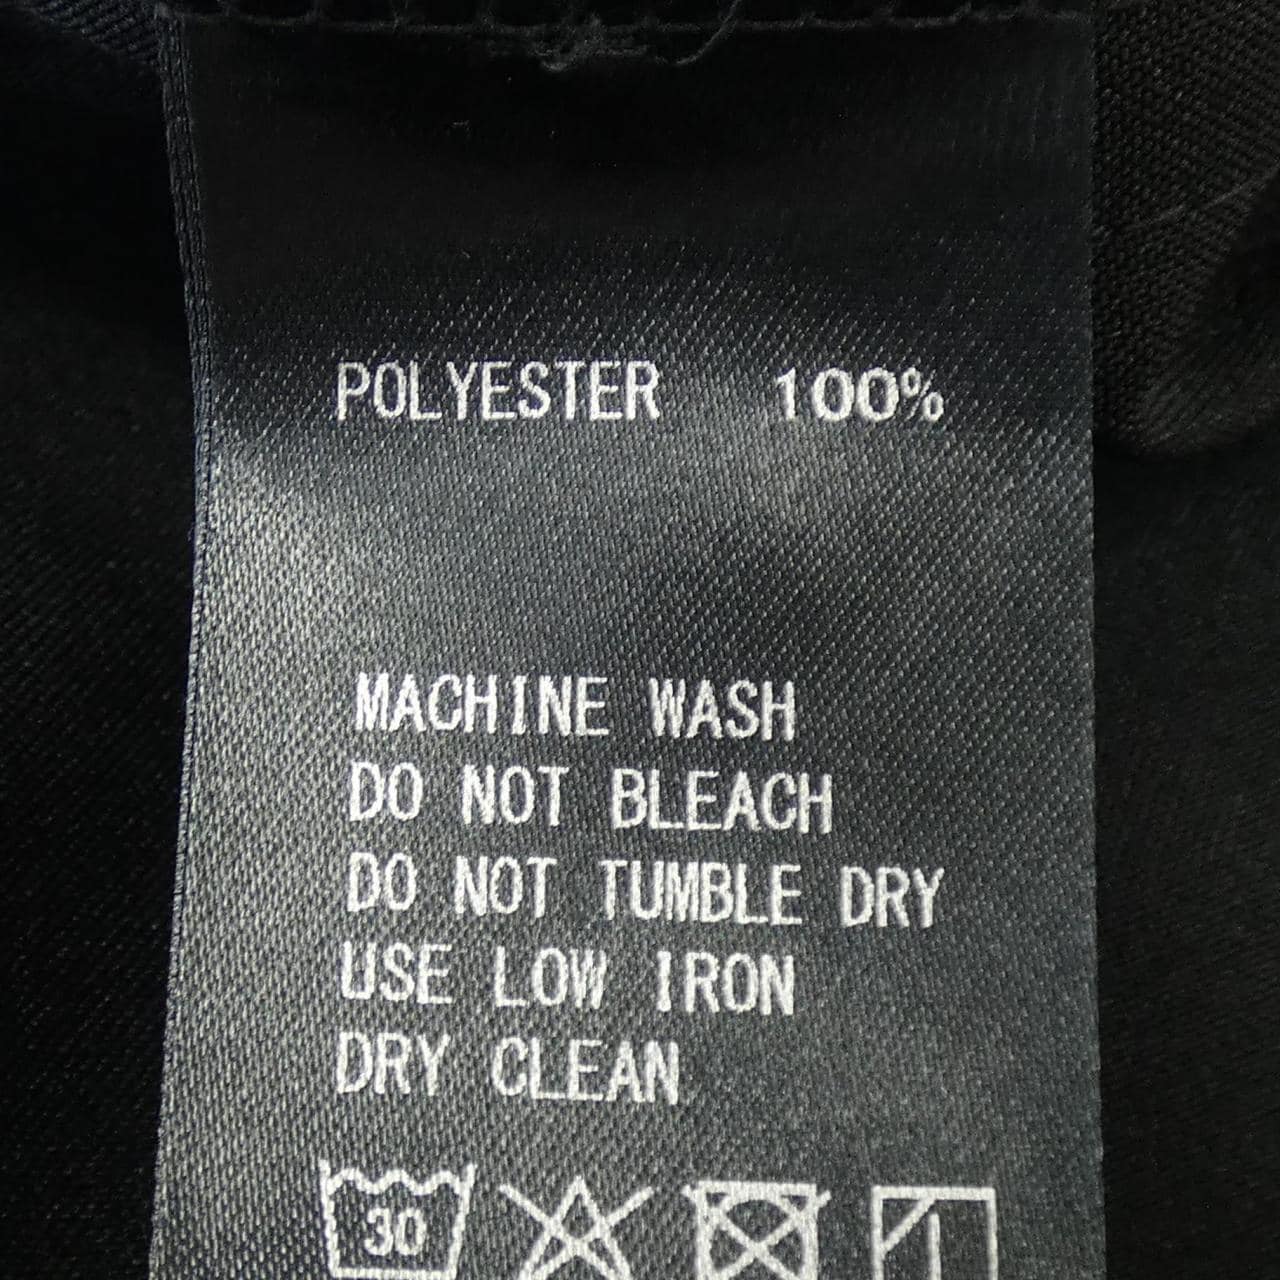 POLYESTER 100%
MACHINE WASH
DO NOT BLEACH
DO NOT TUMBLE DRY
USE LOW IRON
DRY CLEAN
30